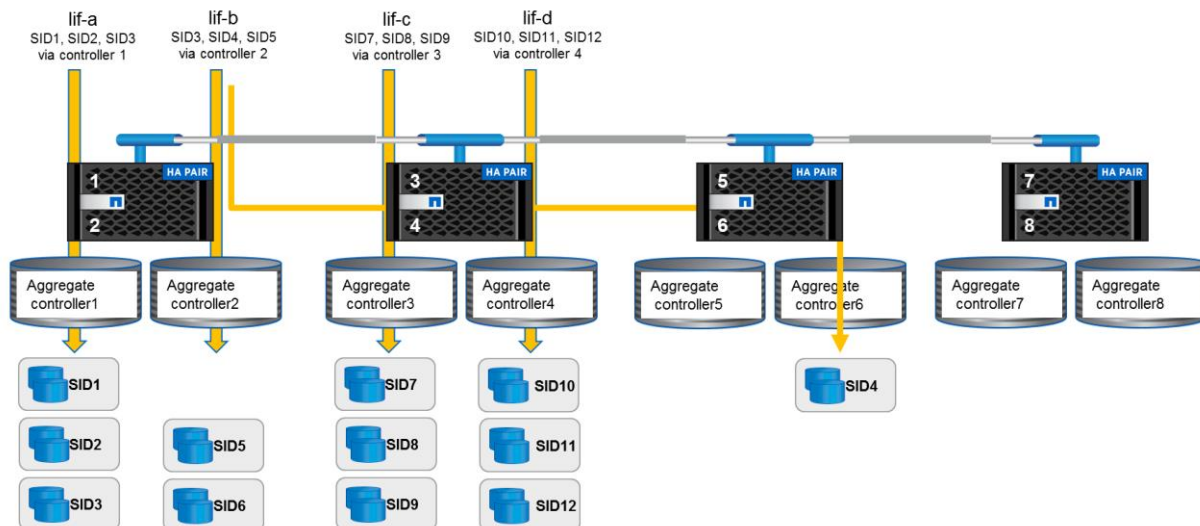 lif-a
SID1, SID2, SID3
via controller 1
lif-b
SID3, SID4, SID5
via controller 2
lif-c
SID7, SID8, SID9
via controller 3
lif-d
SID10, SID11, SID12
via controller 4
HA PAIR
1
2
HA PAIR
3
4
HA PAIR
5
6
HA PAIR
7
8
Aggregate
controller1
Aggregate
controller2
Aggregate
controller3
Aggregate
controller4
Aggregate
controller5
Aggregate
controller6
Aggregate
controller7
Aggregate
controller8
SID1
SID7
SID10
SID4
SID2
SID5
SID8
SID11
SID3
SID6
SID9
SID12